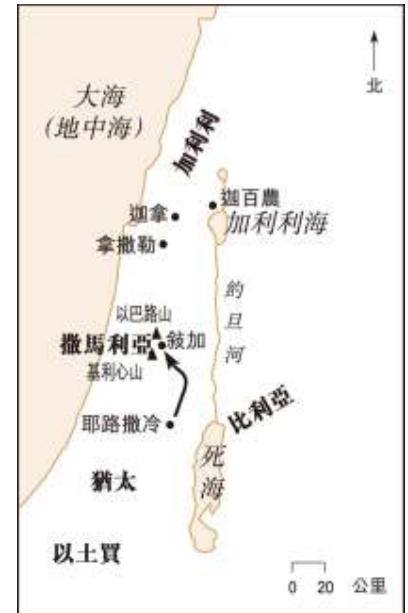 大海
(地中海)
加利利
北
迦百農
迦拿
加利利海
拿撒勒
約旦河
以巴路山
撒馬利亞
敍加
基利心山
比利亞
耶路撒冷
死海
猶太
以土買
0 20 公里